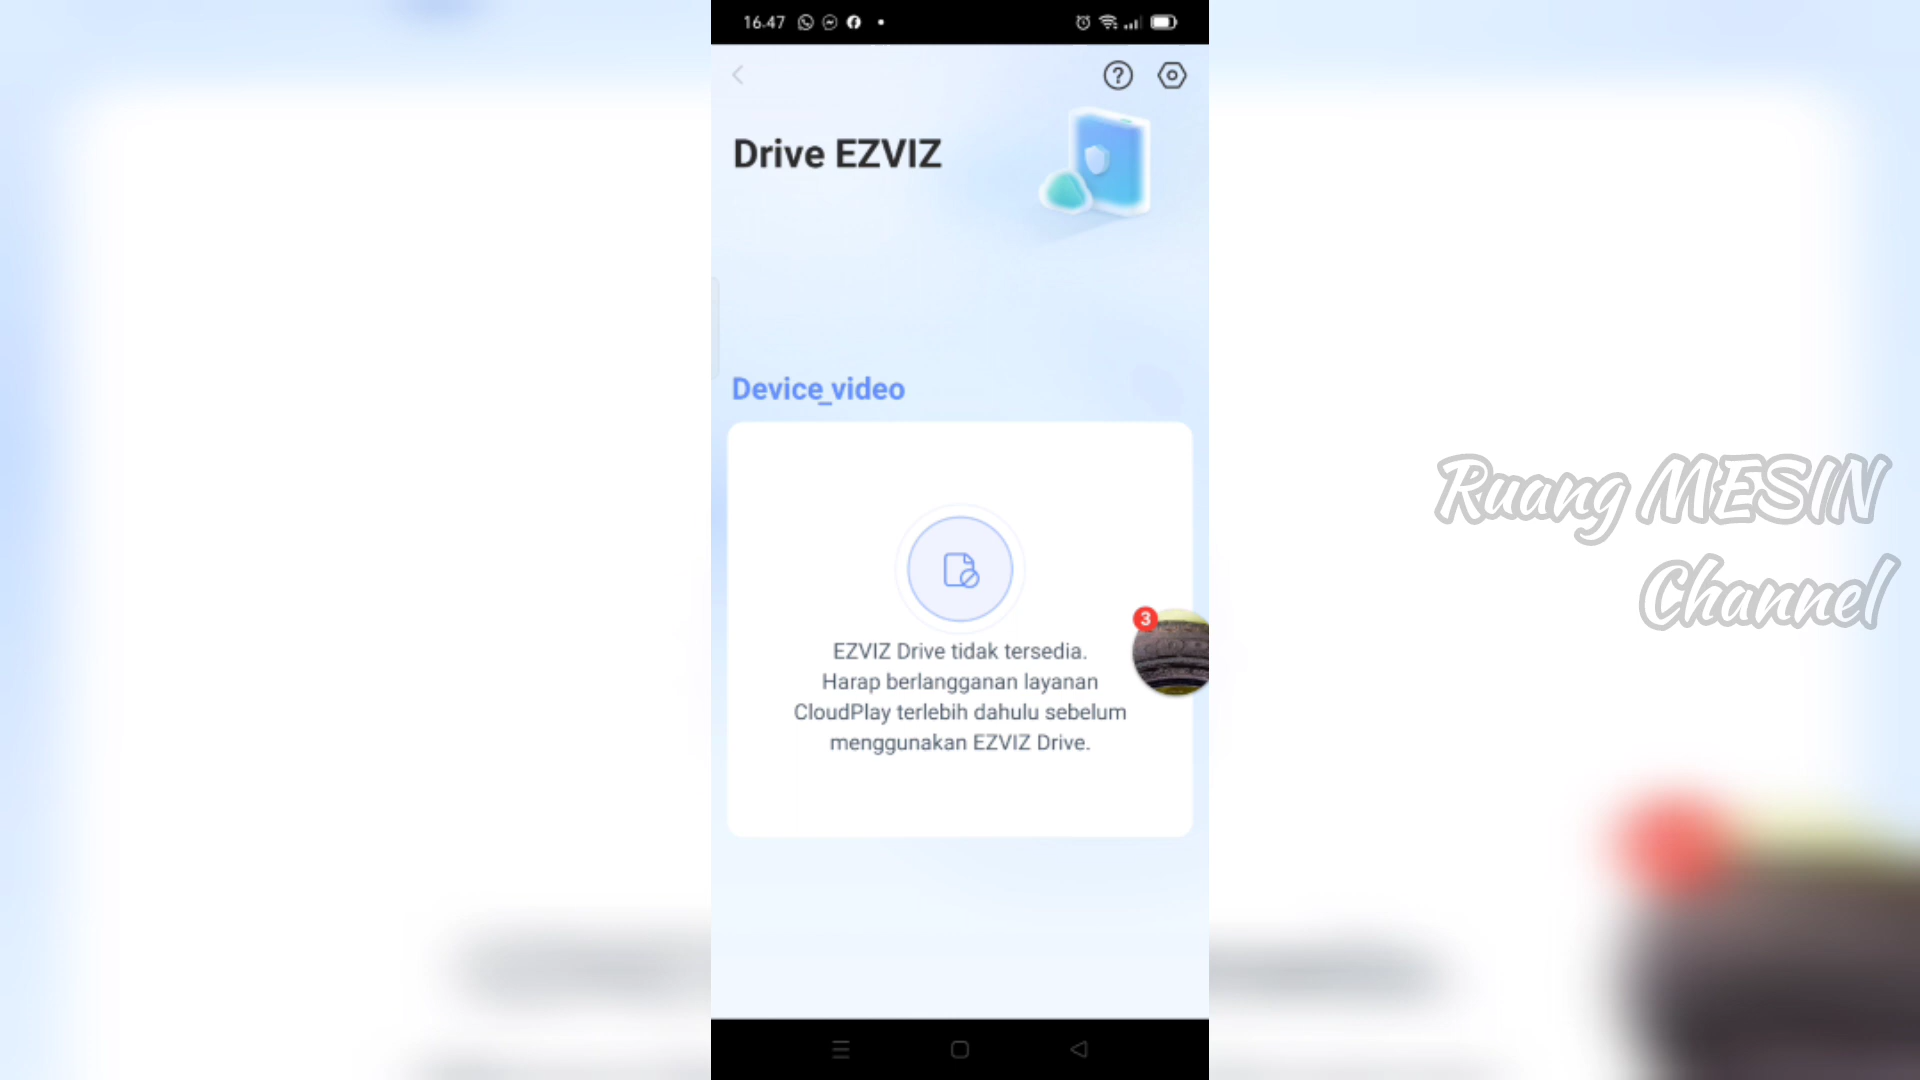 16.47
Drive EZVIZ
Device_video
EZVIZ Drive tidak tersedia.
Harap berlangganan layanan
CloudPlay terlebih dahulu sebelum
menggunakan EZVIZ Drive.
3
Ruang MESIN
Channel